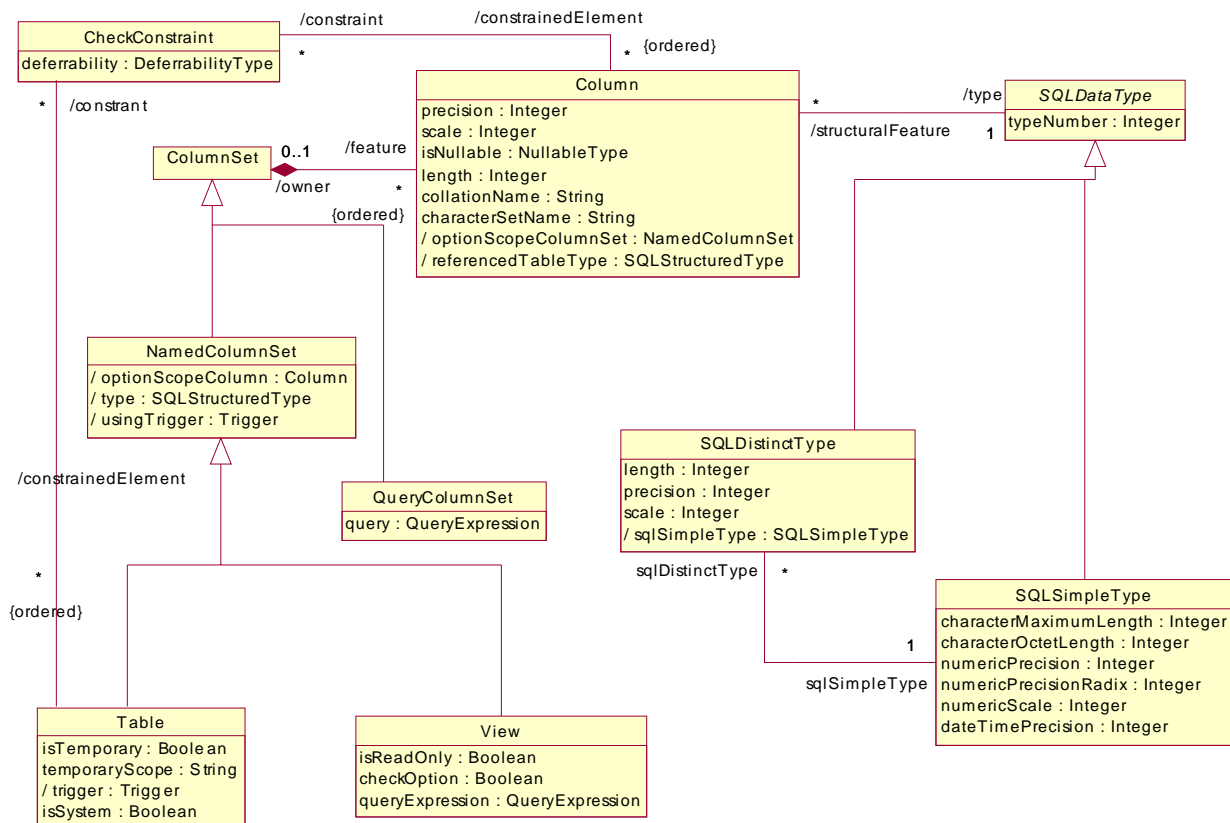 /constraint
/constrainedElement
CheckConstraint
deferrability : DeferrabilityType
*
*
{ordered}
*
/constrant
Column
precision : Integer
scale : Integer
isNullable : NullableType
length : Integer
collationName : String
characterSetName : String
/ optionScopeColumnSet : NamedColumnSet
/ referencedTableType : SQLStructuredType
*
/type
/structuralFeature
1
SQLDataType
typeNumber : Integer
ColumnSet
0..1
/feature
/owner
*
{ordered}
NamedColumnSet
/ optionScopeColumn : Column
/ type : SQLStructuredType
/ usingTrigger : Trigger
/constrainedElement
QueryColumnSet
query : QueryExpression
SQLDistinctType
length : Integer
precision : Integer
scale : Integer
/ sqlSimpleType : SQLSimpleType
sqlDistinctType
*
*
{ordered}
1
sqlSimpleType
SQLSimpleType
characterMaximumLength : Integer
characterOctetLength : Integer
numericPrecision : Integer
numericPrecisionRadix : Integer
numericScale : Integer
dateTimePrecision : Integer
Table
isTemporary : Boolean
temporaryScope : String
/ trigger : Trigger
isSystem : Boolean
View
isReadOnly : Boolean
checkOption : Boolean
queryExpression : QueryExpression